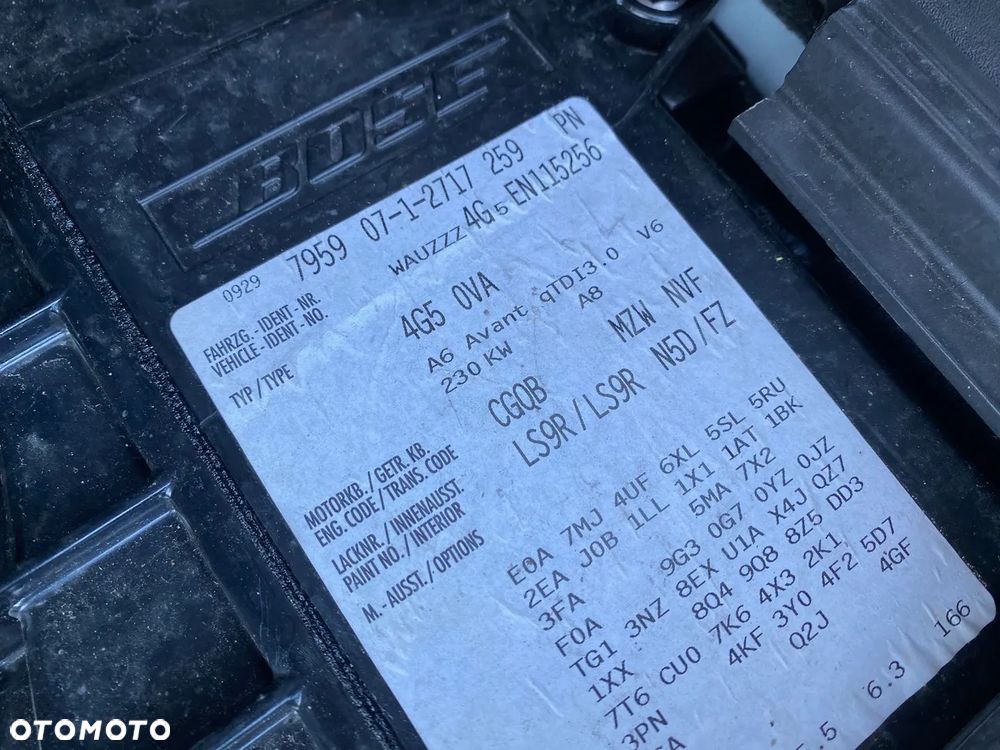 BOSE
0929 7959 07-1-2717 259 PN
FAHRZG.-IDENT-NR. WAUZZZ4G5EN115256
VEHICLE-IDENT-NO.
TYP/TYPE 4G5 0VA
A6 Avant qTDI3.0 V6
230 KW A8
MOTORKB./GETR.KB. CGQB MZW NVF
ENG.CODE/TRANS.CODE
LACKNR./INNENAUSST. LS9R/LS9R N5D/FZ
PAINT NO./INTERIOR
M.-AUSST./OPTIONS
E0A 7MJ 4UF 6XL 5SL 5RU
2EA J0B 1LL 1X1 1AT 1BK
3FA 5MA 7X2
F0A 9G3 0G7 0YZ 0JZ
TG1 3NZ 8EX U1A X4J QZ7
1XX 8Q4 9Q8 8Z5 DD3
7T6 CU0 7K6 4X3 2K1
3PN 4KF 3Y0 4F2 5D7
Q2J 4GF
5 6.3 166
OTOMOTO